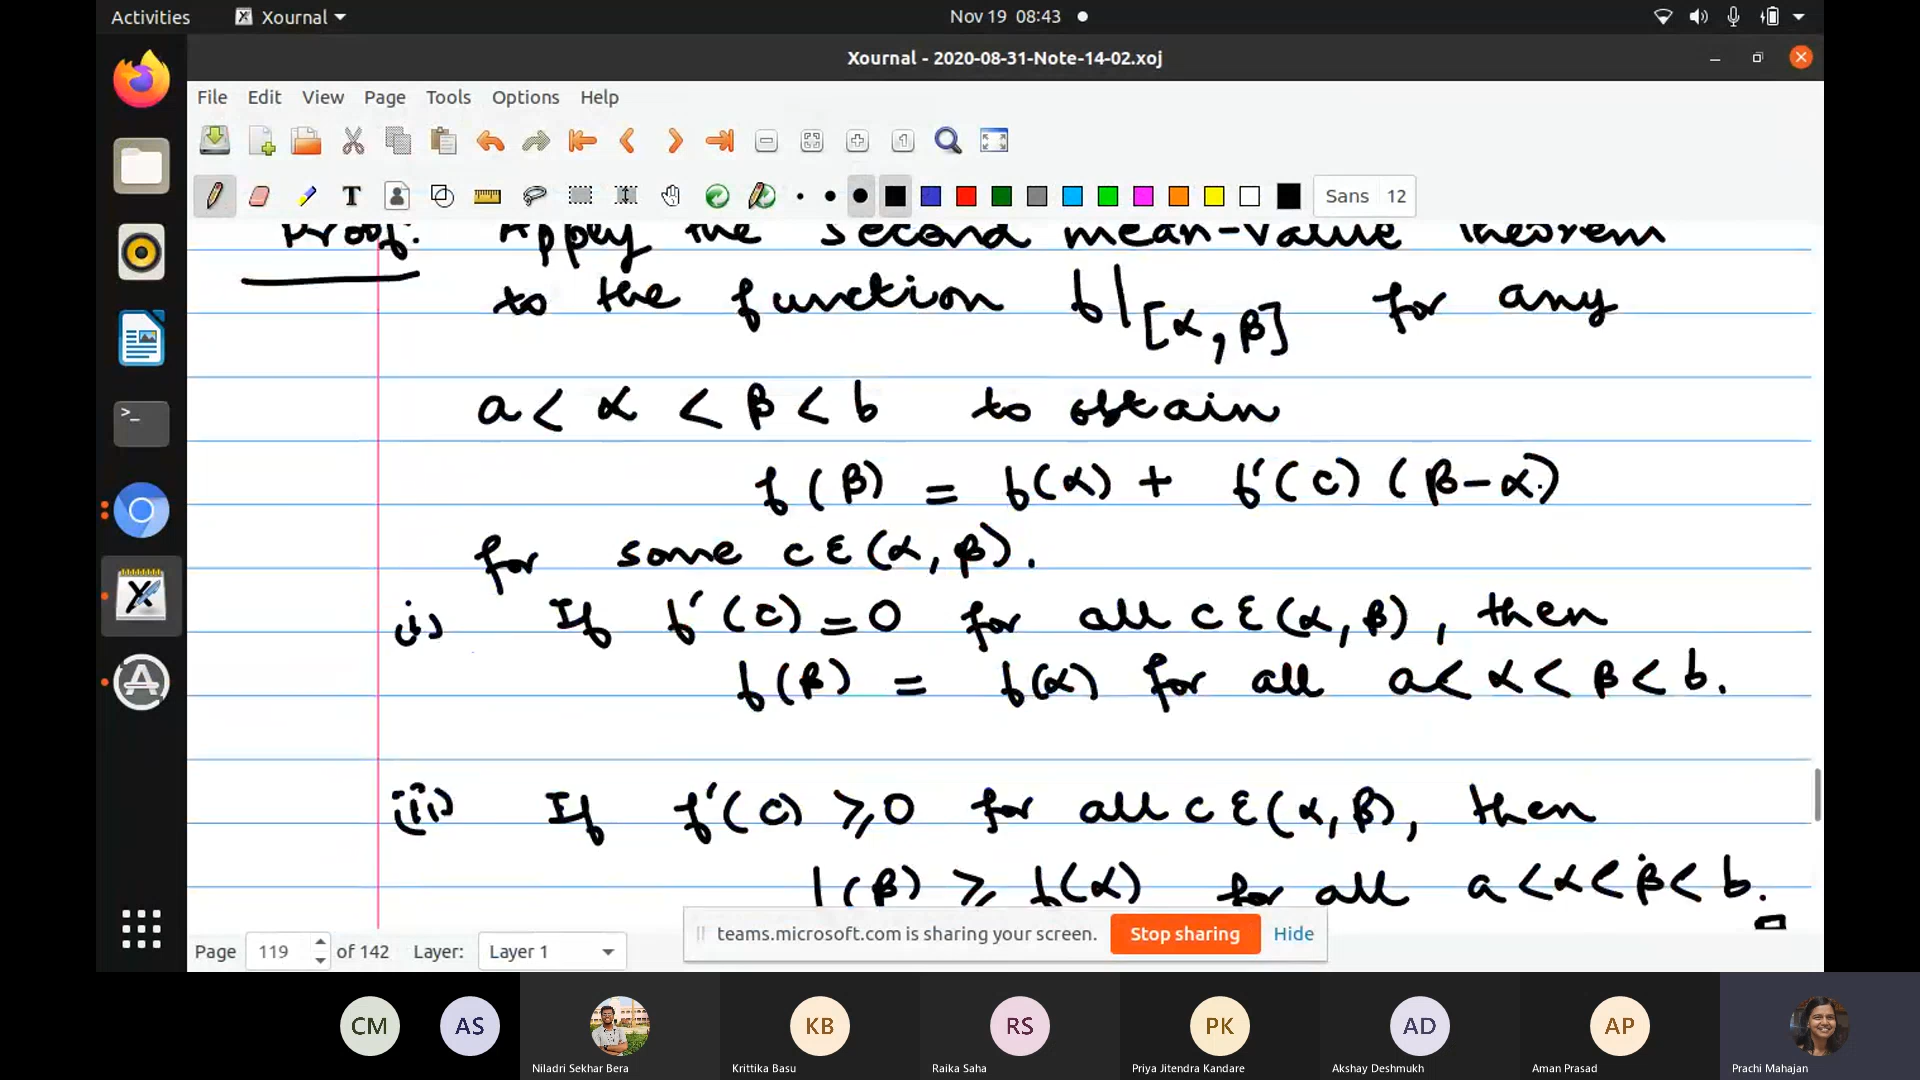 Activities
Xournal
Nov 19 08:43
Xournal - 2020-08-31-Note-14-02.xoj
File Edit View Page Tools Options Help
Sans 12
Proof: Apply the second mean-value theorem
to the function f|[α, β] for any
a < α < β < b to obtain
f(β) = f(α) + f'(c) (β-α)
for some c ∈ (α, β).
(i) If f'(c) = 0 for all c ∈ (α, β), then
f(β) = f(α) for all a < α < β < b.
(ii) If f'(c) ⩾ 0 for all c ∈ (α, β), then
f(β) ⩾ f(α) for all a < α < β < b.
teams.microsoft.com is sharing your screen. Stop sharing Hide
Page 119 of 142 Layer: Layer 1
CM AS KB RS PK AD AP
Niladri Sekhar Bera Krittika Basu Raika Saha Priya Jitendra Kandare Akshay Deshmukh Aman Prasad Prachi Mahajan